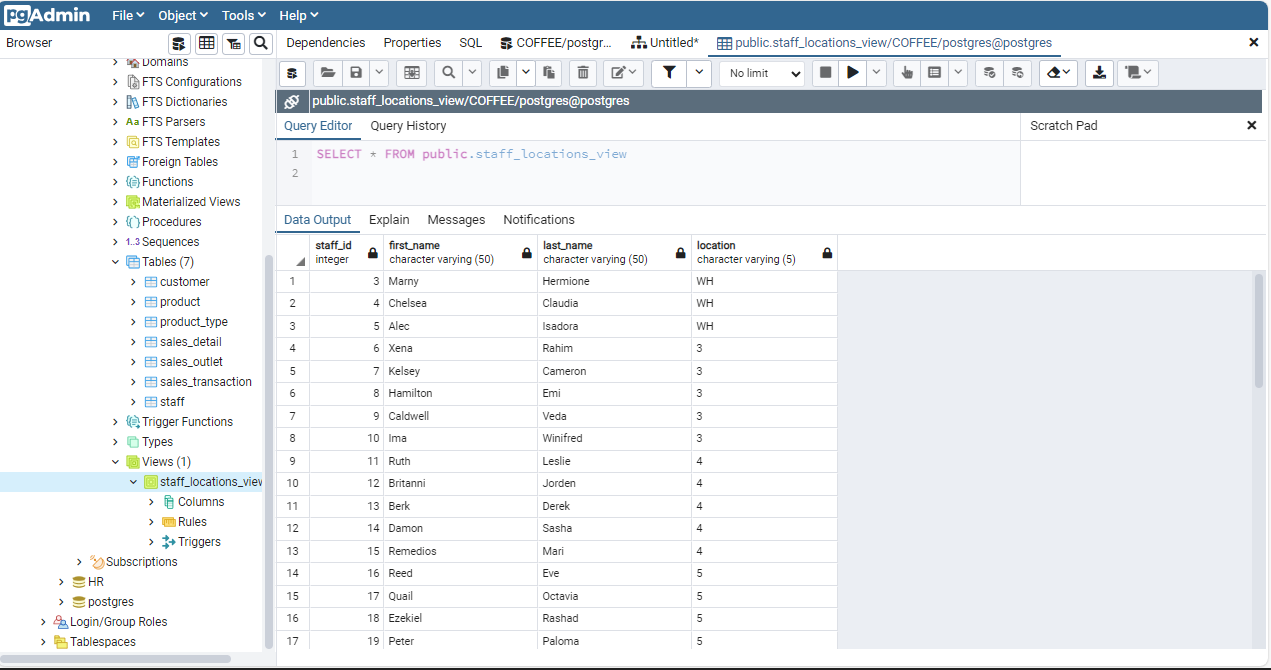 pgAdmin File Object Tools Help
Browser Dependencies Properties SQL COFFEE/postgr... Untitled* public.staff_locations_view/COFFEE/postgres@postgres
Domains
FTS Configurations
FTS Dictionaries
Aa FTS Parsers
FTS Templates
Foreign Tables
Functions
Materialized Views
Procedures
1..3 Sequences
Tables (7)
customer
product
product_type
sales_detail
sales_outlet
sales_transaction
staff
Trigger Functions
Types
Views (1)
staff_locations_view
Columns
Rules
Triggers
Subscriptions
HR
postgres
Login/Group Roles
Tablespaces
No limit
public.staff_locations_view/COFFEE/postgres@postgres
Query Editor Query History
Scratch Pad
1 SELECT * FROM public.staff_locations_view
2
Data Output Explain Messages Notifications
staff_id first_name last_name location
integer character varying (50) character varying (50) character varying (5)
1 3 Marny Hermione WH
2 4 Chelsea Claudia WH
3 5 Alec Isadora WH
4 6 Xena Rahim 3
5 7 Kelsey Cameron 3
6 8 Hamilton Emi 3
7 9 Caldwell Veda 3
8 10 Ima Winifred 3
9 11 Ruth Leslie 4
10 12 Britanni Jorden 4
11 13 Berk Derek 4
12 14 Damon Sasha 4
13 15 Remedios Mari 4
14 16 Reed Eve 5
15 17 Quail Octavia 5
16 18 Ezekiel Rashad 5
17 19 Peter Paloma 5